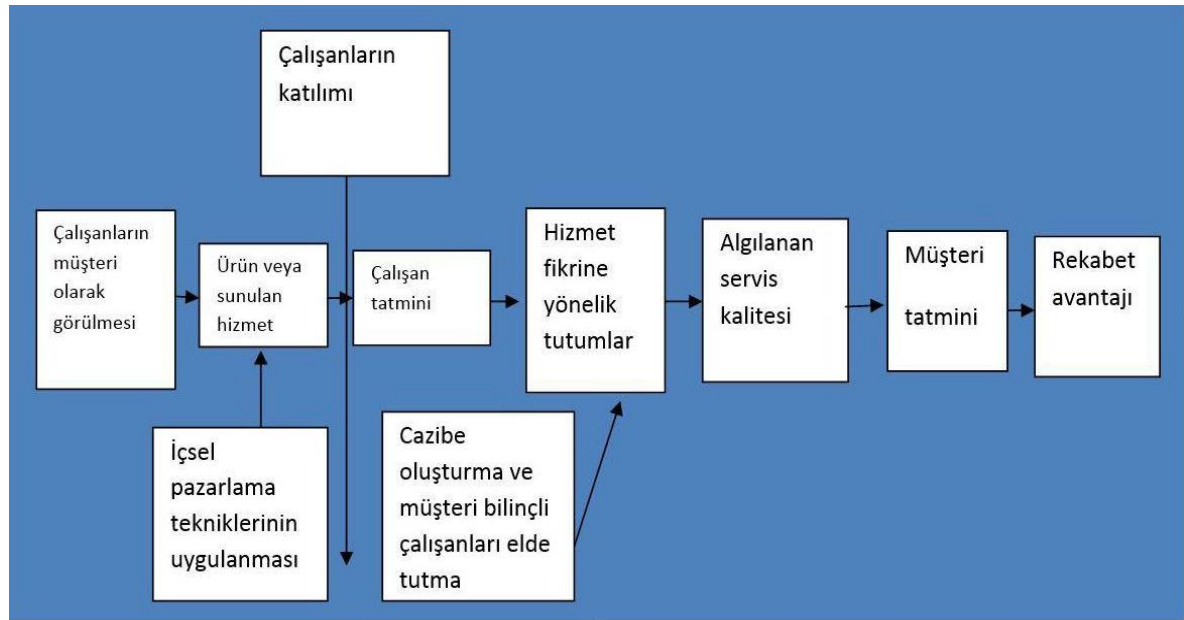 Çalışanların
katılımı
Çalışanların
müşteri
olarak
görülmesi
Ürün veya
sunulan
hizmet
Çalışan
tatmini
Hizmet
fikrine
yönelik
tutumlar
Algılanan
servis
kalitesi
Müşteri
tatmini
Rekabet
avantajı
İçsel
pazarlama
tekniklerinin
uygulanması
Cazibe
oluşturma ve
müşteri bilinçli
çalışanları elde
tutma